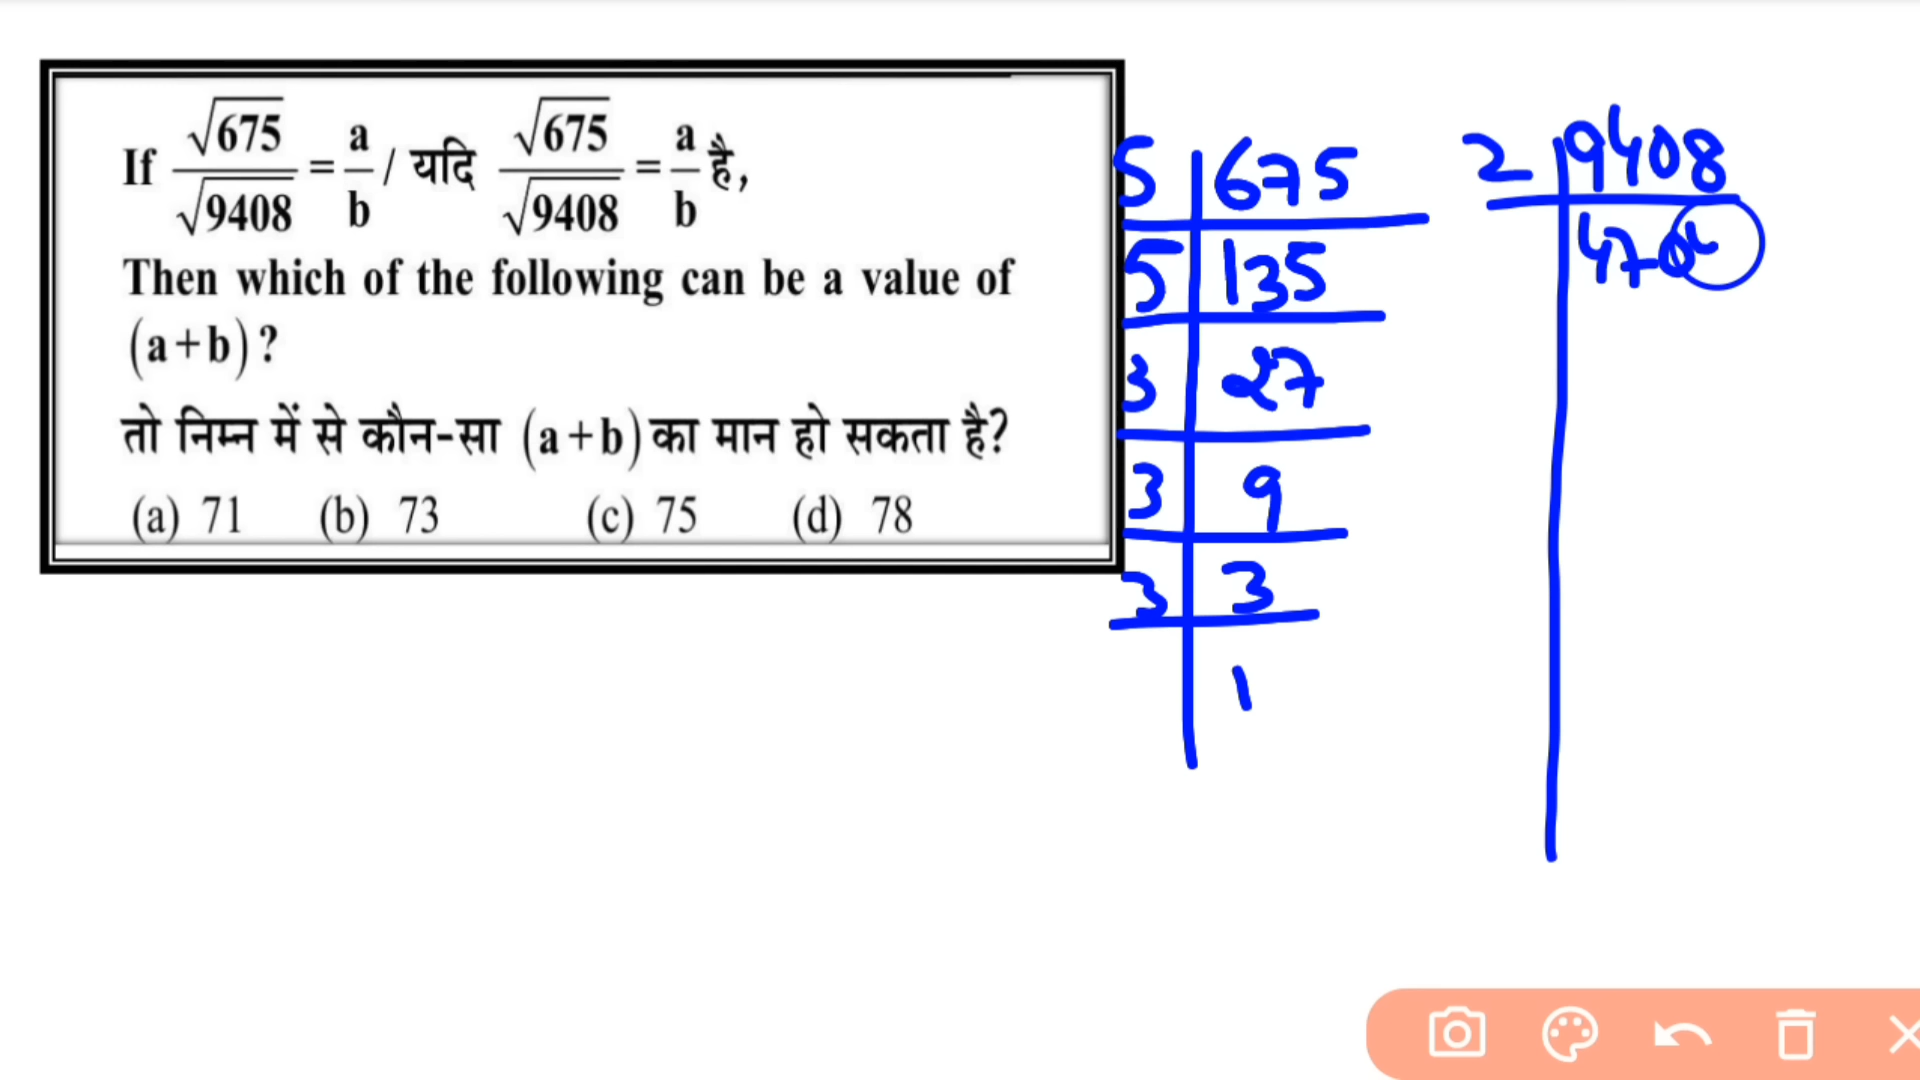 If √675/√9408 = a/b / यदि √675/√9408 = a/b है,
Then which of the following can be a value of
(a+b)?
तो निम्न में से कौन-सा (a+b) का मान हो सकता है?
(a) 71 (b) 73 (c) 75 (d) 78
5 675
5 135
3 27
3 9
3 3
1
2 9408
4704